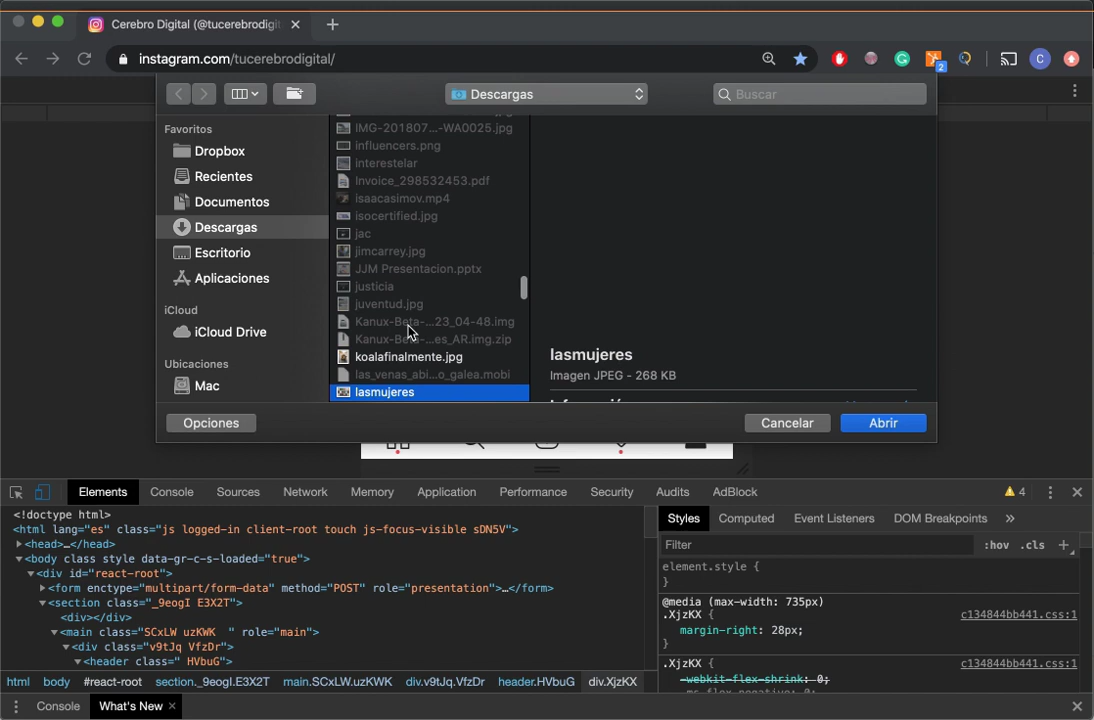 Cerebro Digital (@tucerebrodigi
instagram.com/tucerebrodigital/
2
C
Descargas
Buscar
Favoritos
Dropbox
Recientes
Documentos
Descargas
Escritorio
Aplicaciones
iCloud
iCloud Drive
Ubicaciones
Mac
IMG-201807...-WA0025.jpg
influencers.png
interestelar
Invoice_298532453.pdf
isaacasimov.mp4
isocertified.jpg
jac
jimcarrey.jpg
JJM Presentacion.pptx
justicia
juventud.jpg
Kanux-Beta-...23_04-48.img
Kanux-Beta-...es_AR.img.zip
koalafinalmente.jpg
las_venas_abi...o_galea.mobi
lasmujeres
lasmujeres
Imagen JPEG - 268 KB
Opciones
Cancelar
Abrir
Elements
Console
Sources
Network
Memory
Application
Performance
Security
Audits
AdBlock
4
<!doctype html>
<html lang="es" class="js logged-in client-root touch js-focus-visible sDN5V">
<head>…</head>
<body class style data-gr-c-s-loaded="true">
<div id="react-root">
<form enctype="multipart/form-data" method="POST" role="presentation">…</form>
<section class="_9eogI E3X2T">
<div></div>
<main class="SCxLW uzKWK  " role="main">
<div class="v9tJq VfzDr">
<header class=" HVbuG">
html
body
#react-root
section._9eogI.E3X2T
main.SCxLW.uzKWK
div.v9tJq.VfzDr
header.HVbuG
div.XjzKX
Styles
Computed
Event Listeners
DOM Breakpoints
»
Filter
:hov
.cls
+
element.style {
}
@media (max-width: 735px)
.XjzKX {
c134844bb441.css:1
margin-right: 28px;
}
.XjzKX {
c134844bb441.css:1
-webkit-flex-shrink: 0;
-ms-flex-negative: 0;
Console
What's New